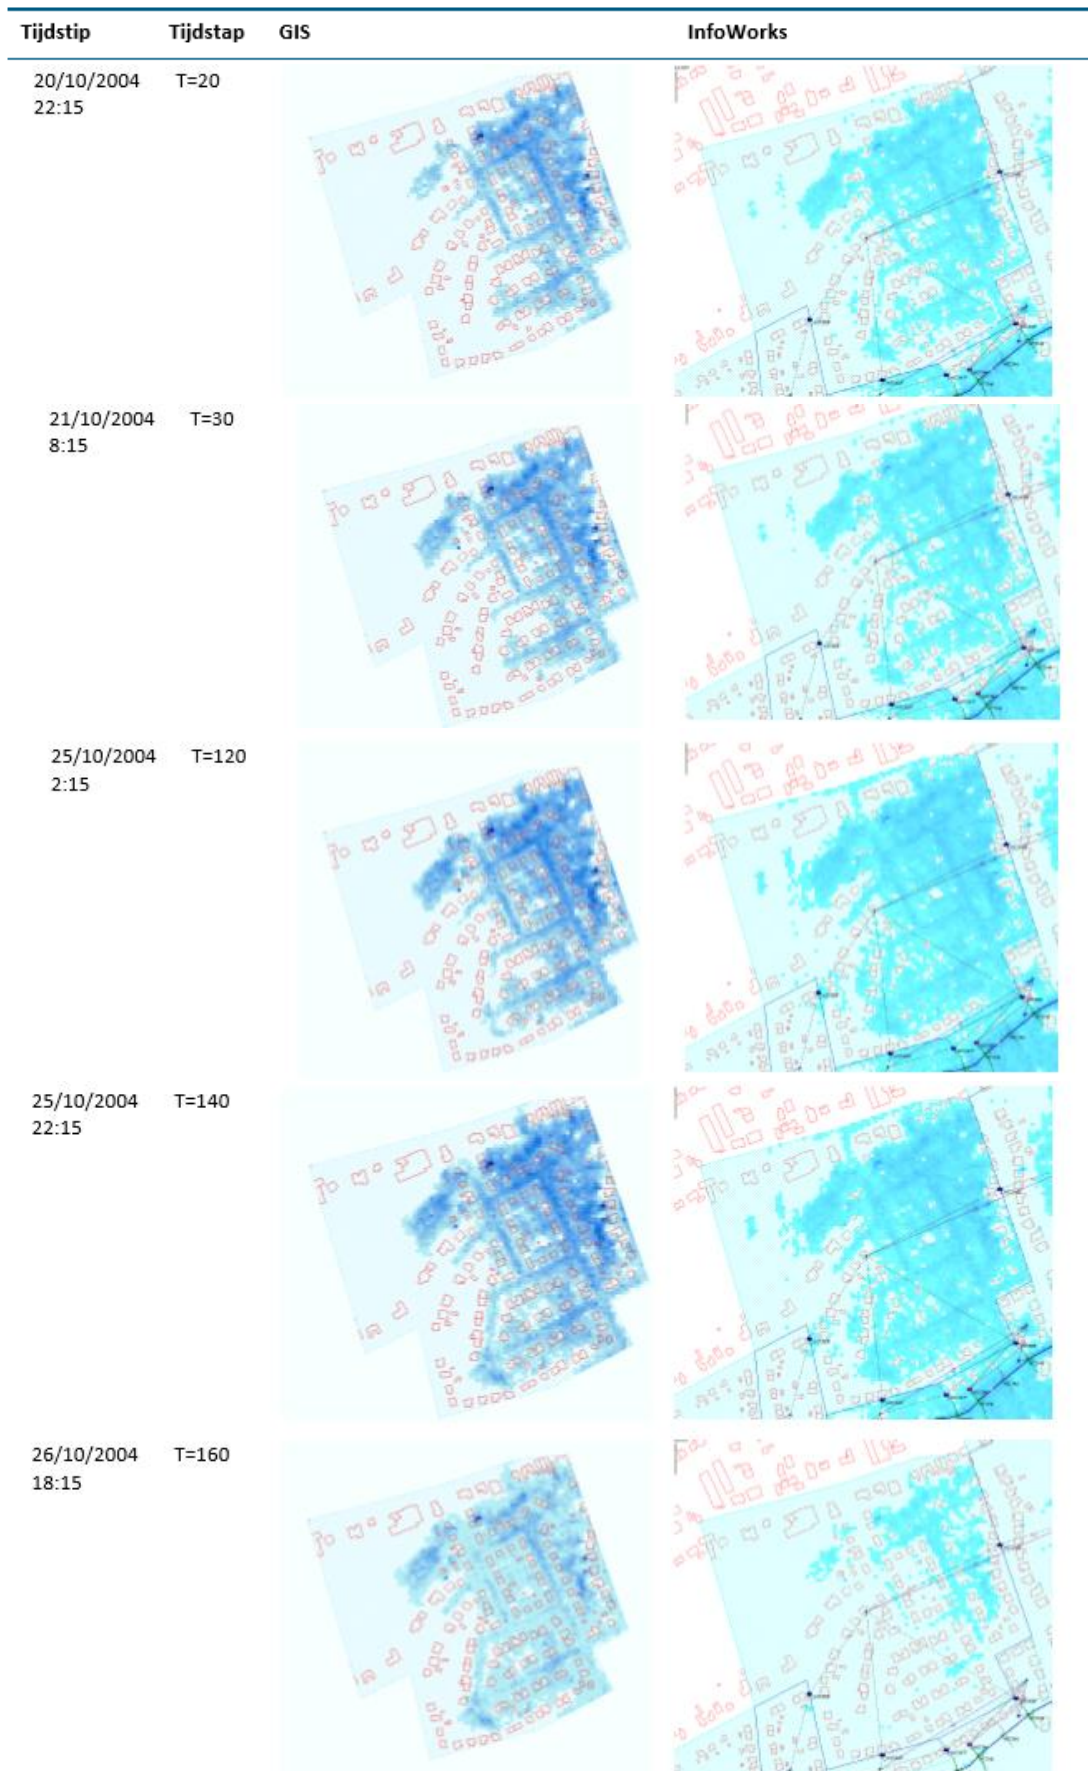 Tijdstip Tijdstap GIS InfoWorks
20/10/2004 T=20
22:15
21/10/2004 T=30
8:15
25/10/2004 T=120
2:15
25/10/2004 T=140
22:15
26/10/2004 T=160
18:15